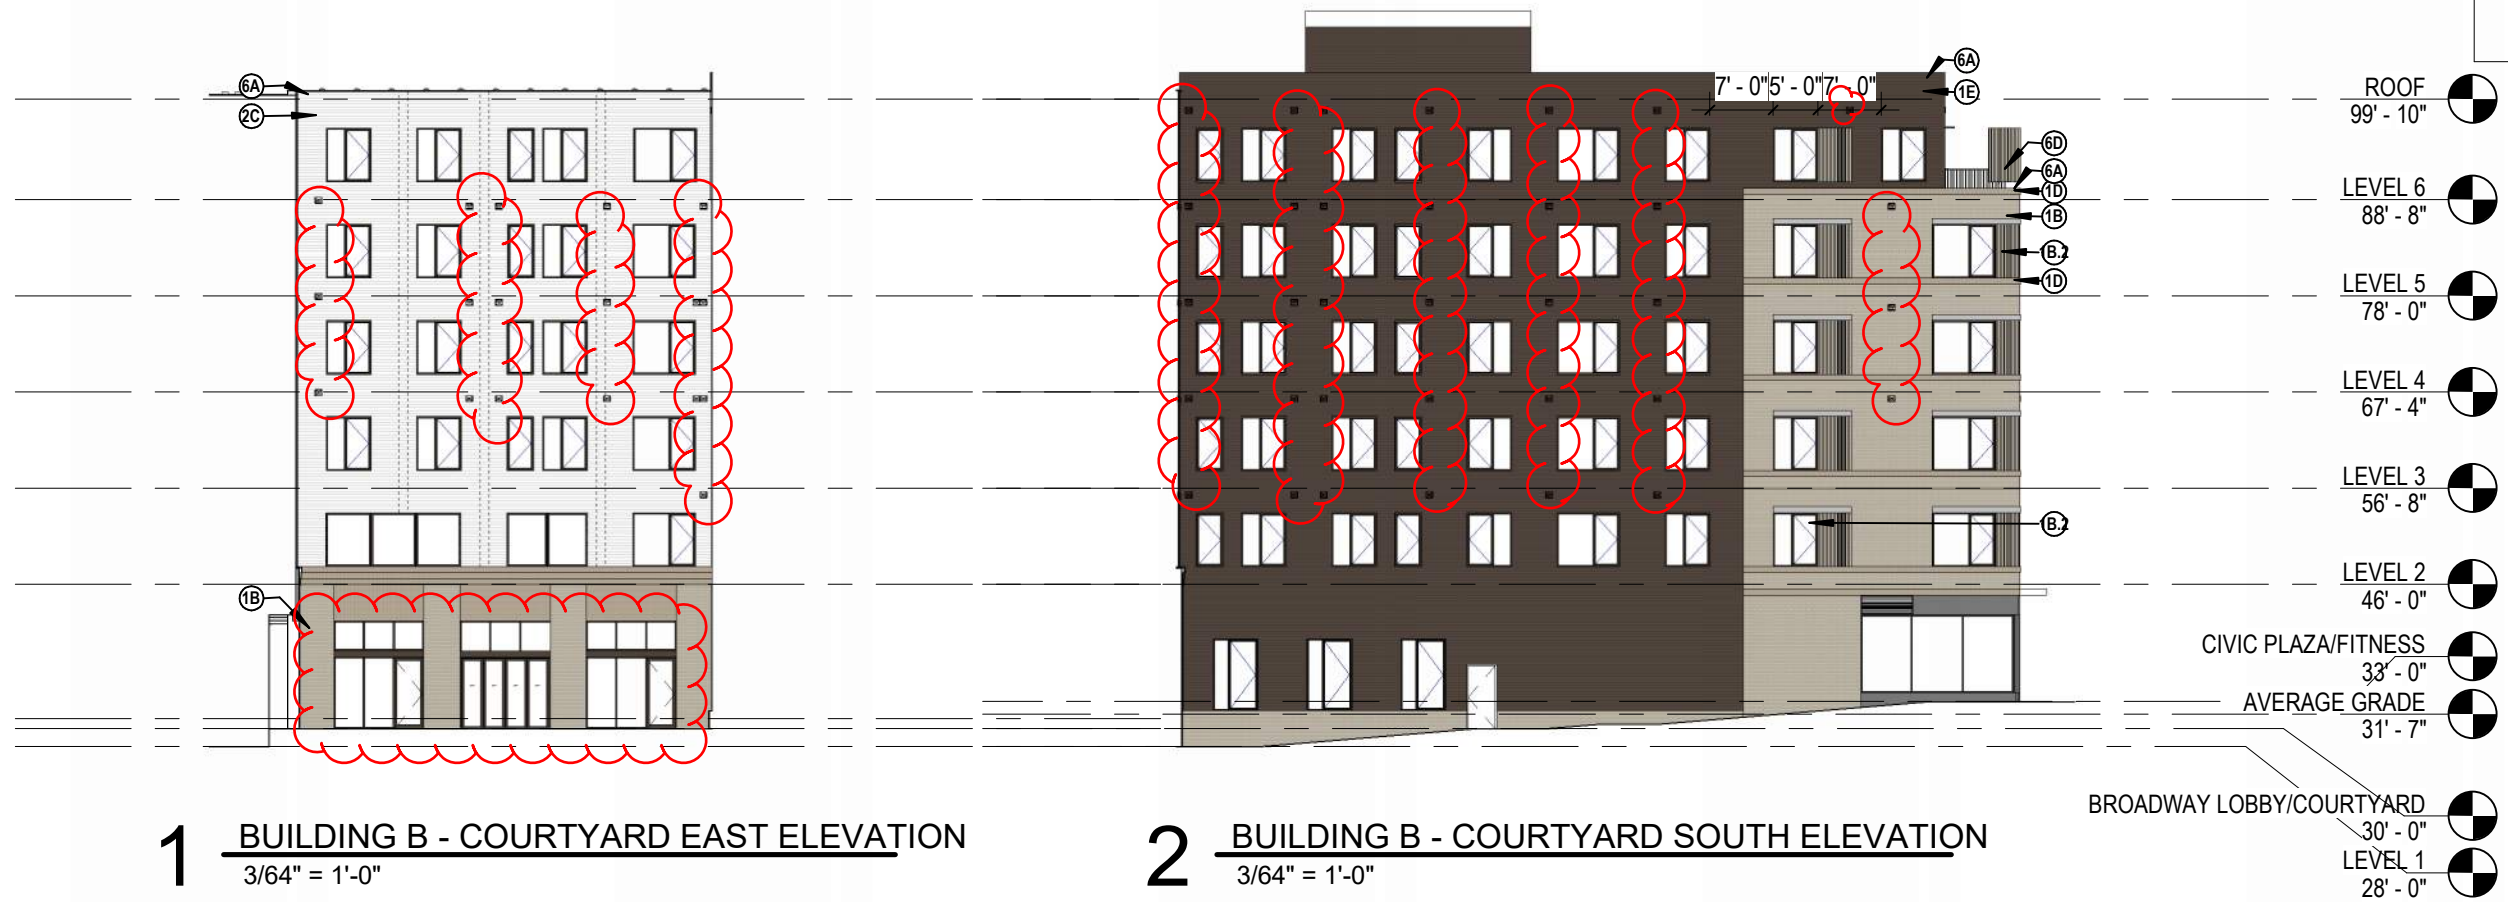 6A
2C
1B
7' - 0" 5' - 0" 7' - 0"
6A
1E
6D
6A
1D
1B
1B.2
1D
1B.2
ROOF
99' - 10"
LEVEL 6
88' - 8"
LEVEL 5
78' - 0"
LEVEL 4
67' - 4"
LEVEL 3
56' - 8"
LEVEL 2
46' - 0"
CIVIC PLAZA/FITNESS
33' - 0"
AVERAGE GRADE
31' - 7"
BROADWAY LOBBY/COURTYARD
30' - 0"
LEVEL 1
28' - 0"
1 BUILDING B - COURTYARD EAST ELEVATION
3/64" = 1'-0"
2 BUILDING B - COURTYARD SOUTH ELEVATION
3/64" = 1'-0"